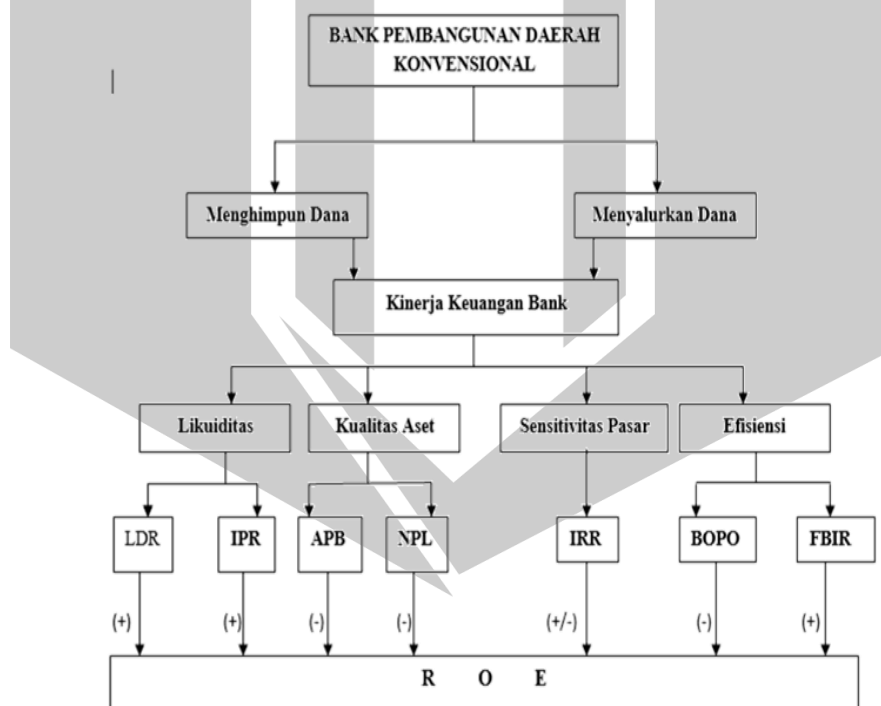 BANK PEMBANGUNAN DAERAH
KONVENSIONAL
Menghimpun Dana
Menyalurkan Dana
Kinerja Keuangan Bank
Likuiditas
Kualitas Aset
Sensitivitas Pasar
Efisiensi
LDR
IPR
APB
NPL
IRR
BOPO
FBIR
(+)
(+)
(-)
(-)
(+/-)
(-)
(+)
R O E